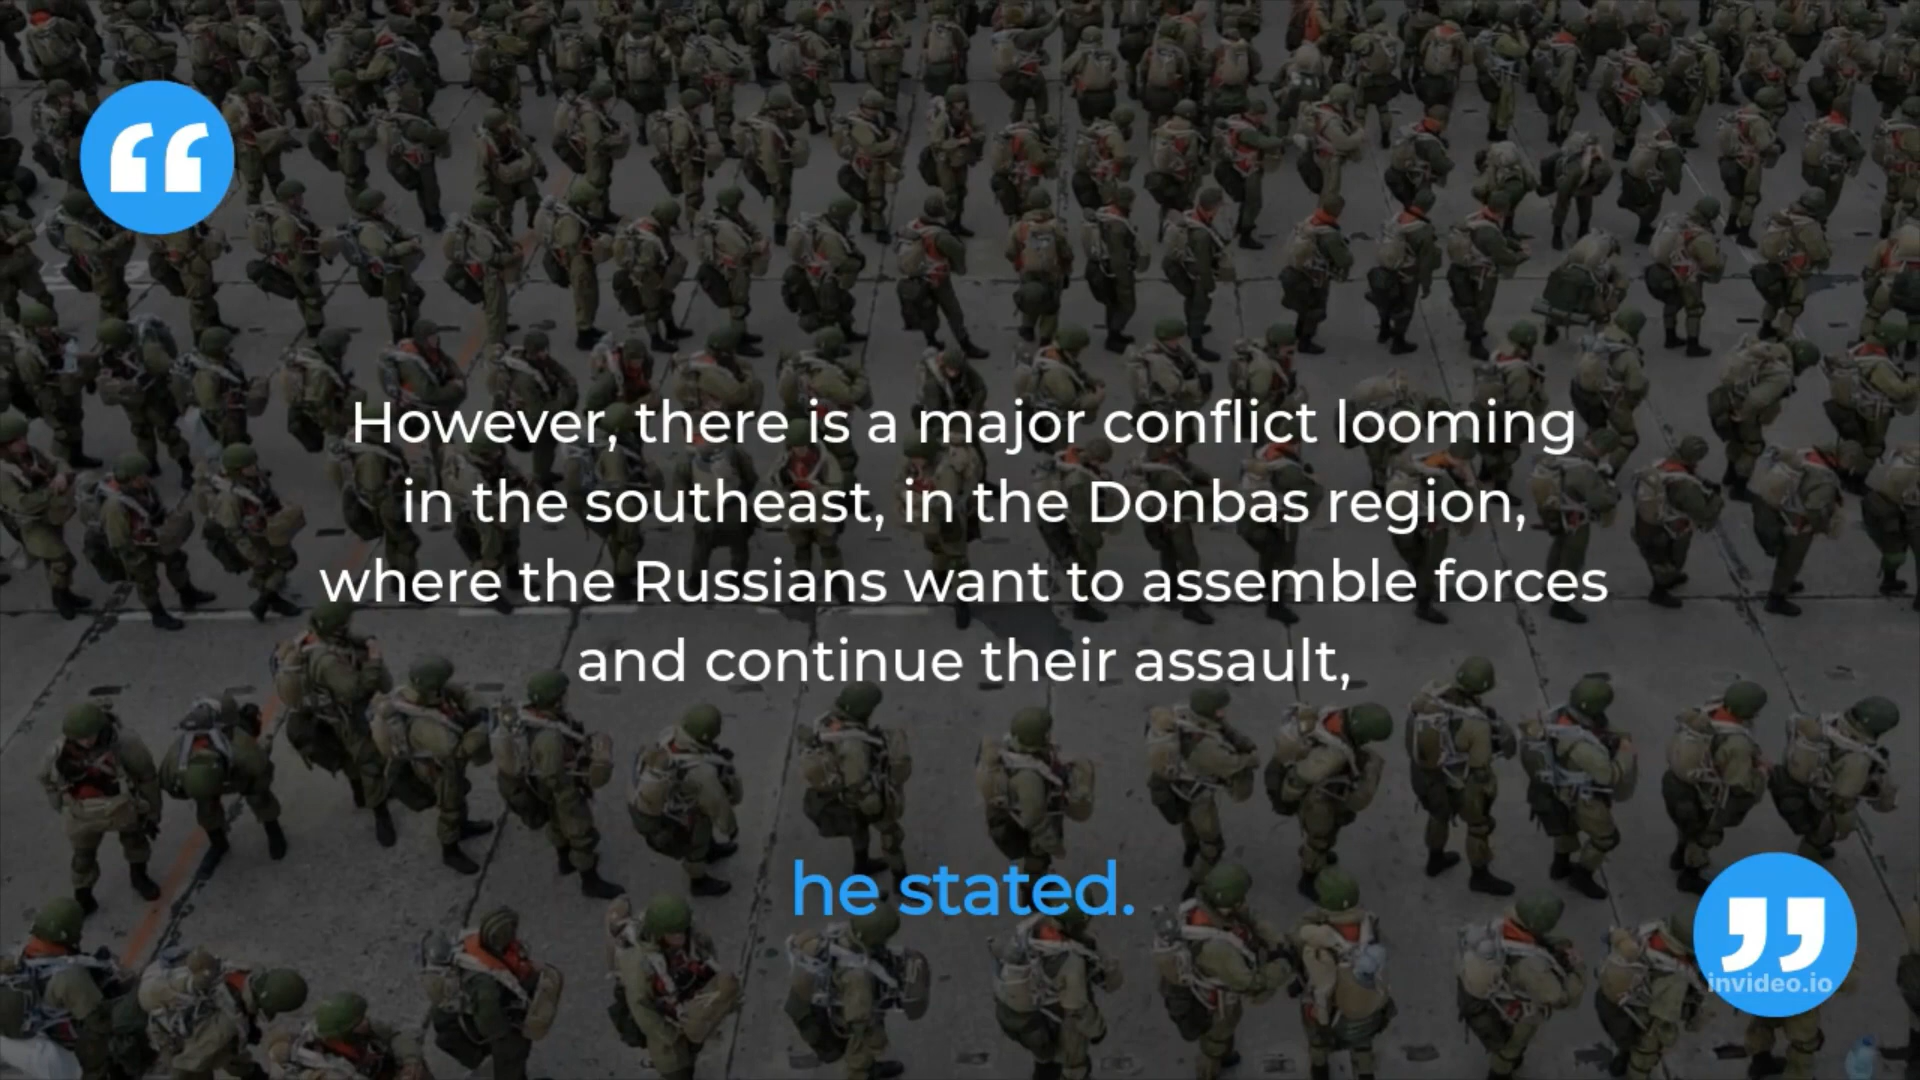 “
However, there is a major conflict looming
in the southeast, in the Donbas region,
where the Russians want to assemble forces
and continue their assault,
he stated.
”
invideo.io